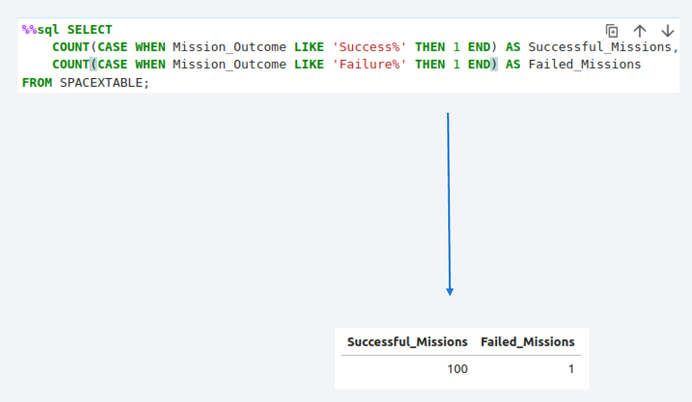 %%sql SELECT
COUNT(CASE WHEN Mission_Outcome LIKE 'Success%' THEN 1 END) AS Successful_Missions,
COUNT(CASE WHEN Mission_Outcome LIKE 'Failure%' THEN 1 END) AS Failed_Missions
FROM SPACEXTABLE;
Successful_Missions Failed_Missions
100 1